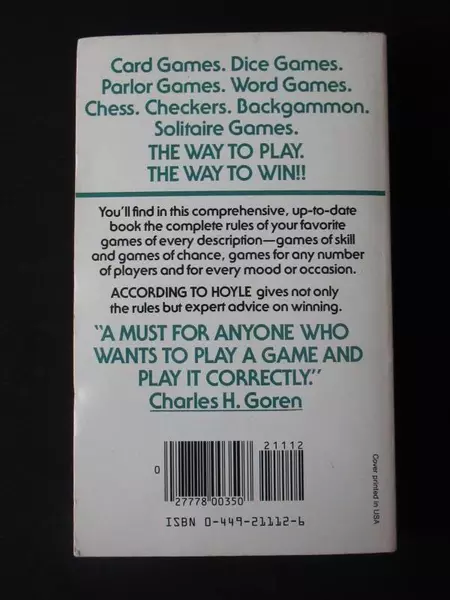 Card Games. Dice Games.
Parlor Games. Word Games.
Chess. Checkers. Backgammon.
Solitaire Games.
THE WAY TO PLAY.
THE WAY TO WIN!!
You'll find in this comprehensive, up-to-date
book the complete rules of your favorite
games of every description—games of skill
and games of chance, games for any number
of players and for every mood or occasion.
ACCORDING TO HOYLE gives not only
the rules but expert advice on winning.
"A MUST FOR ANYONE WHO
WANTS TO PLAY A GAME AND
PLAY IT CORRECTLY."
Charles H. Goren
21112
0
27778 00350
ISBN 0-449-21112-6
Cover printed in USA